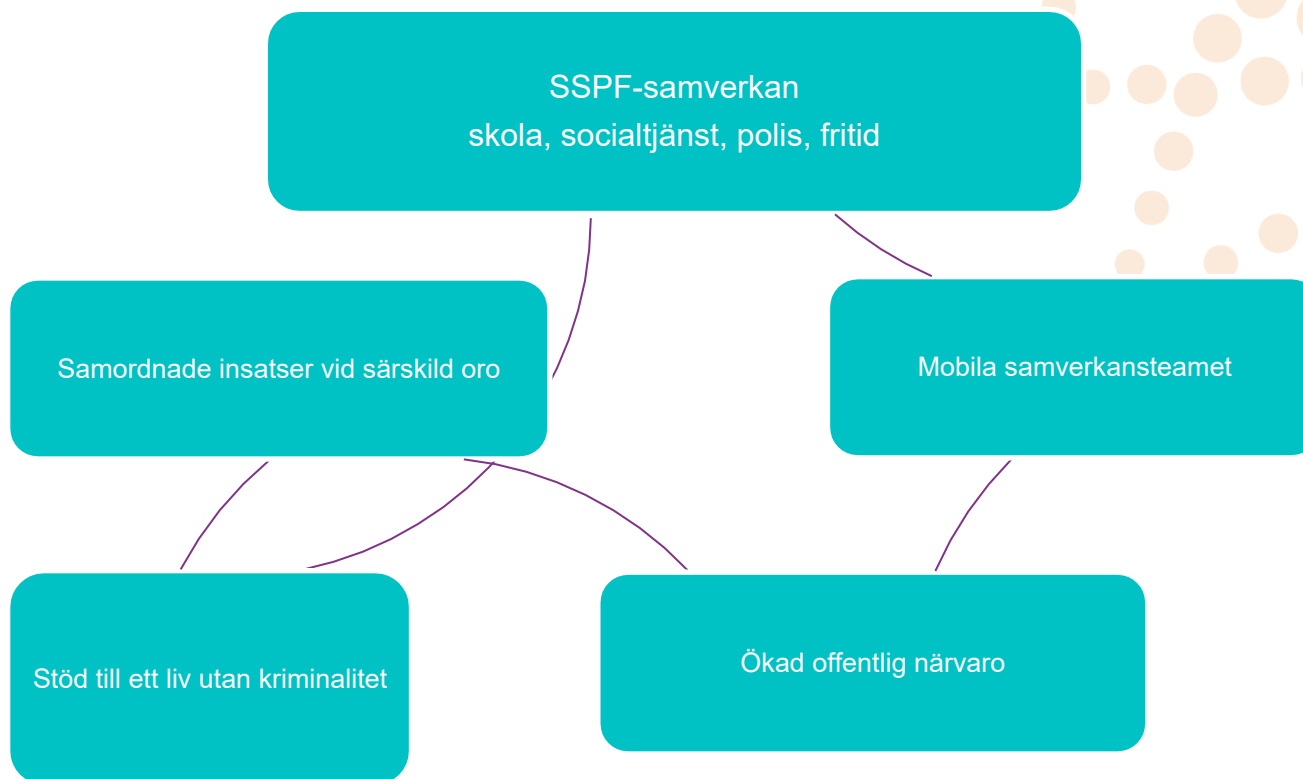 SSPF-samverkan
skola, socialtjänst, polis, fritid
Samordnade insatser vid särskild oro
Mobila samverkansteamet
Stöd till ett liv utan kriminalitet
Ökad offentlig närvaro